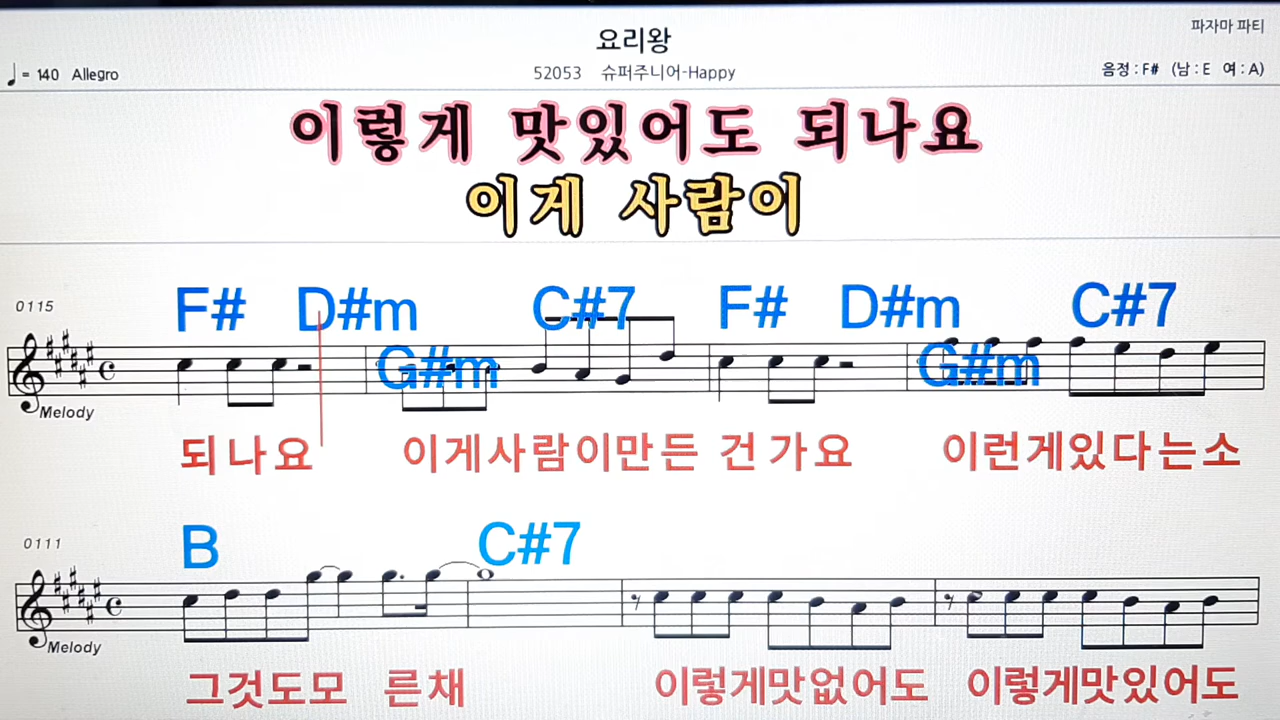 요리왕
파자마 파티
♩= 140 Allegro
52053 슈퍼주니어-Happy
음정 : F# (남 : E 여 : A)
이렇게 맛있어도 되나요
이게 사람이
0115
F# D#m C#7 F# D#m C#7
G#m G#m
Melody
되나요 이게사람이만든 건가요 이런게있다는소
0111
B C#7
Melody
그것도모 른채 이렇게맛없어도 이렇게맛있어도